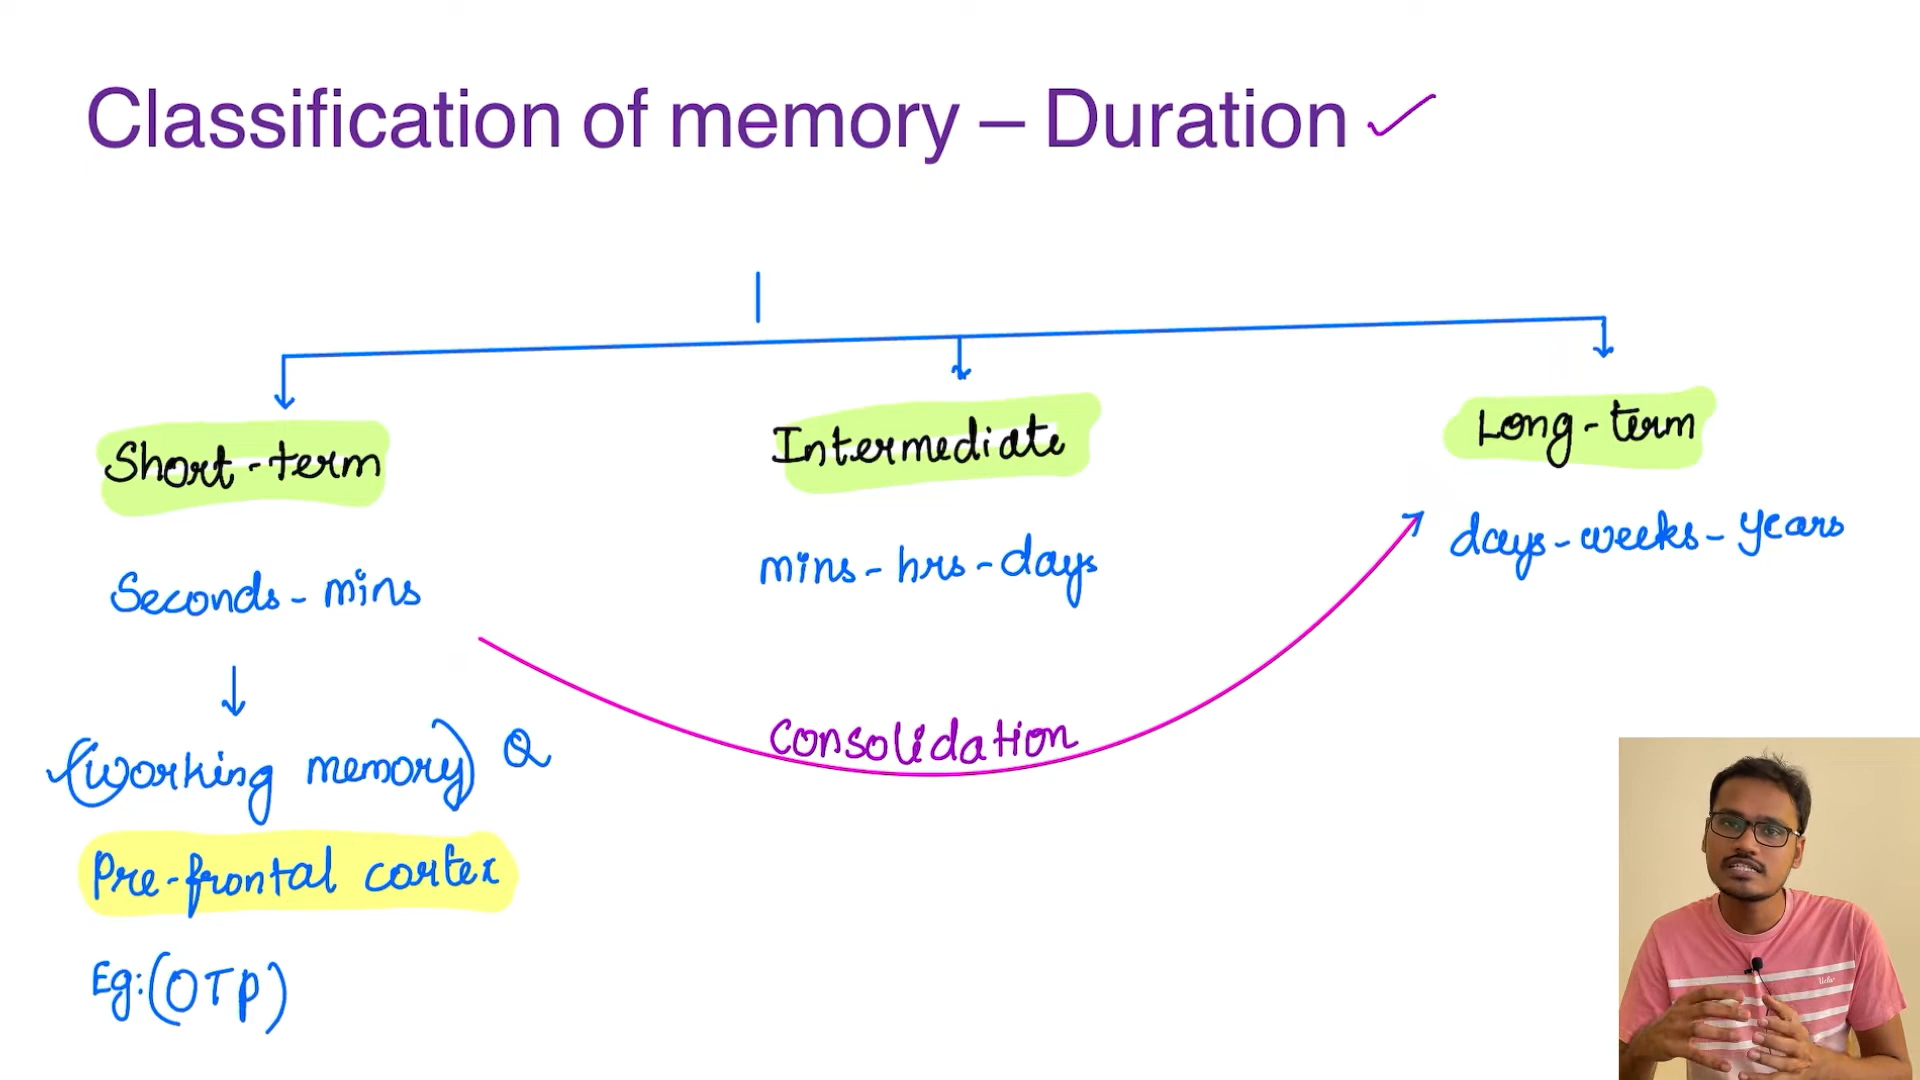 Classification of memory – Duration
Short-term
Intermediate
Long-term
Seconds - mins
mins - hrs - days
days - weeks - years
Consolidation
(Working memory) Q
Pre-frontal cortex
Eg: (OTP)